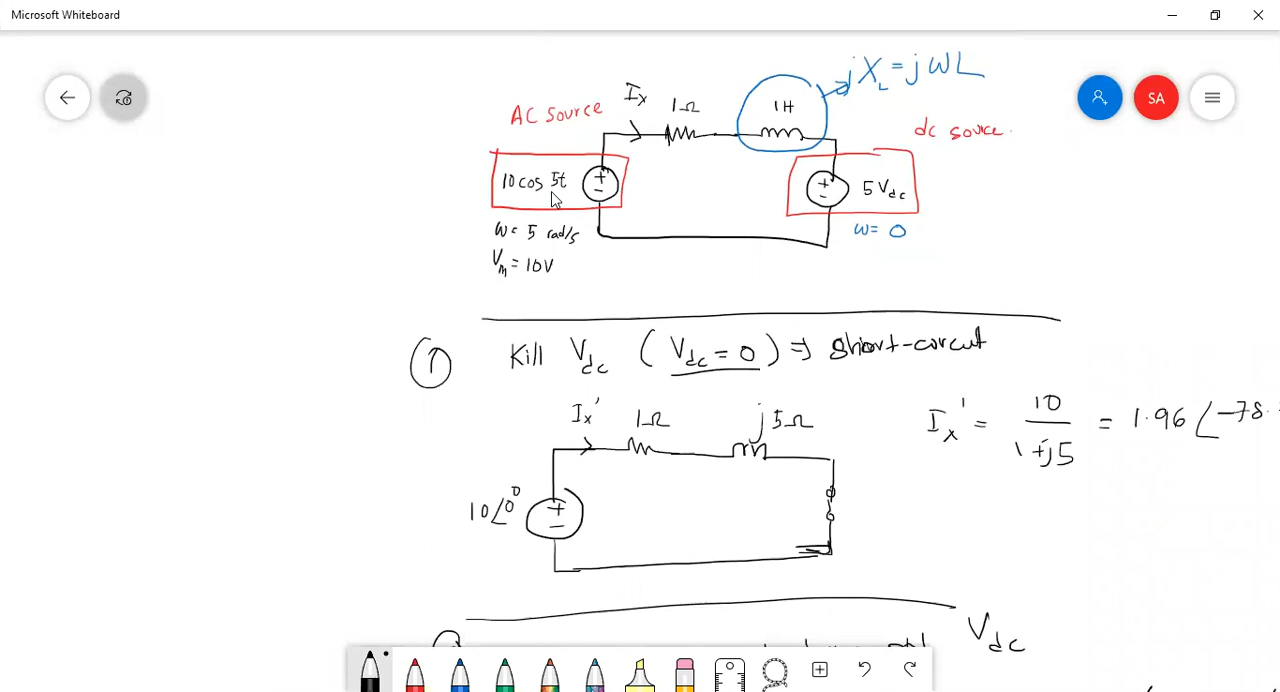 Microsoft Whiteboard
SA
jX_L = jωL
I_x
1Ω
1H
AC source
dc source
10 cos 5t
+
-
+
-
5 V_dc
ω = 5 rad/s
ω = 0
V_m = 10V
① Kill V_dc ( V_dc = 0 ) ⇒ short-corcut
I_x'
1Ω
j5Ω
I_x' = 10 / 1+j5 = 1.96 ∠-78.
10∠0°
+
-
V_dc